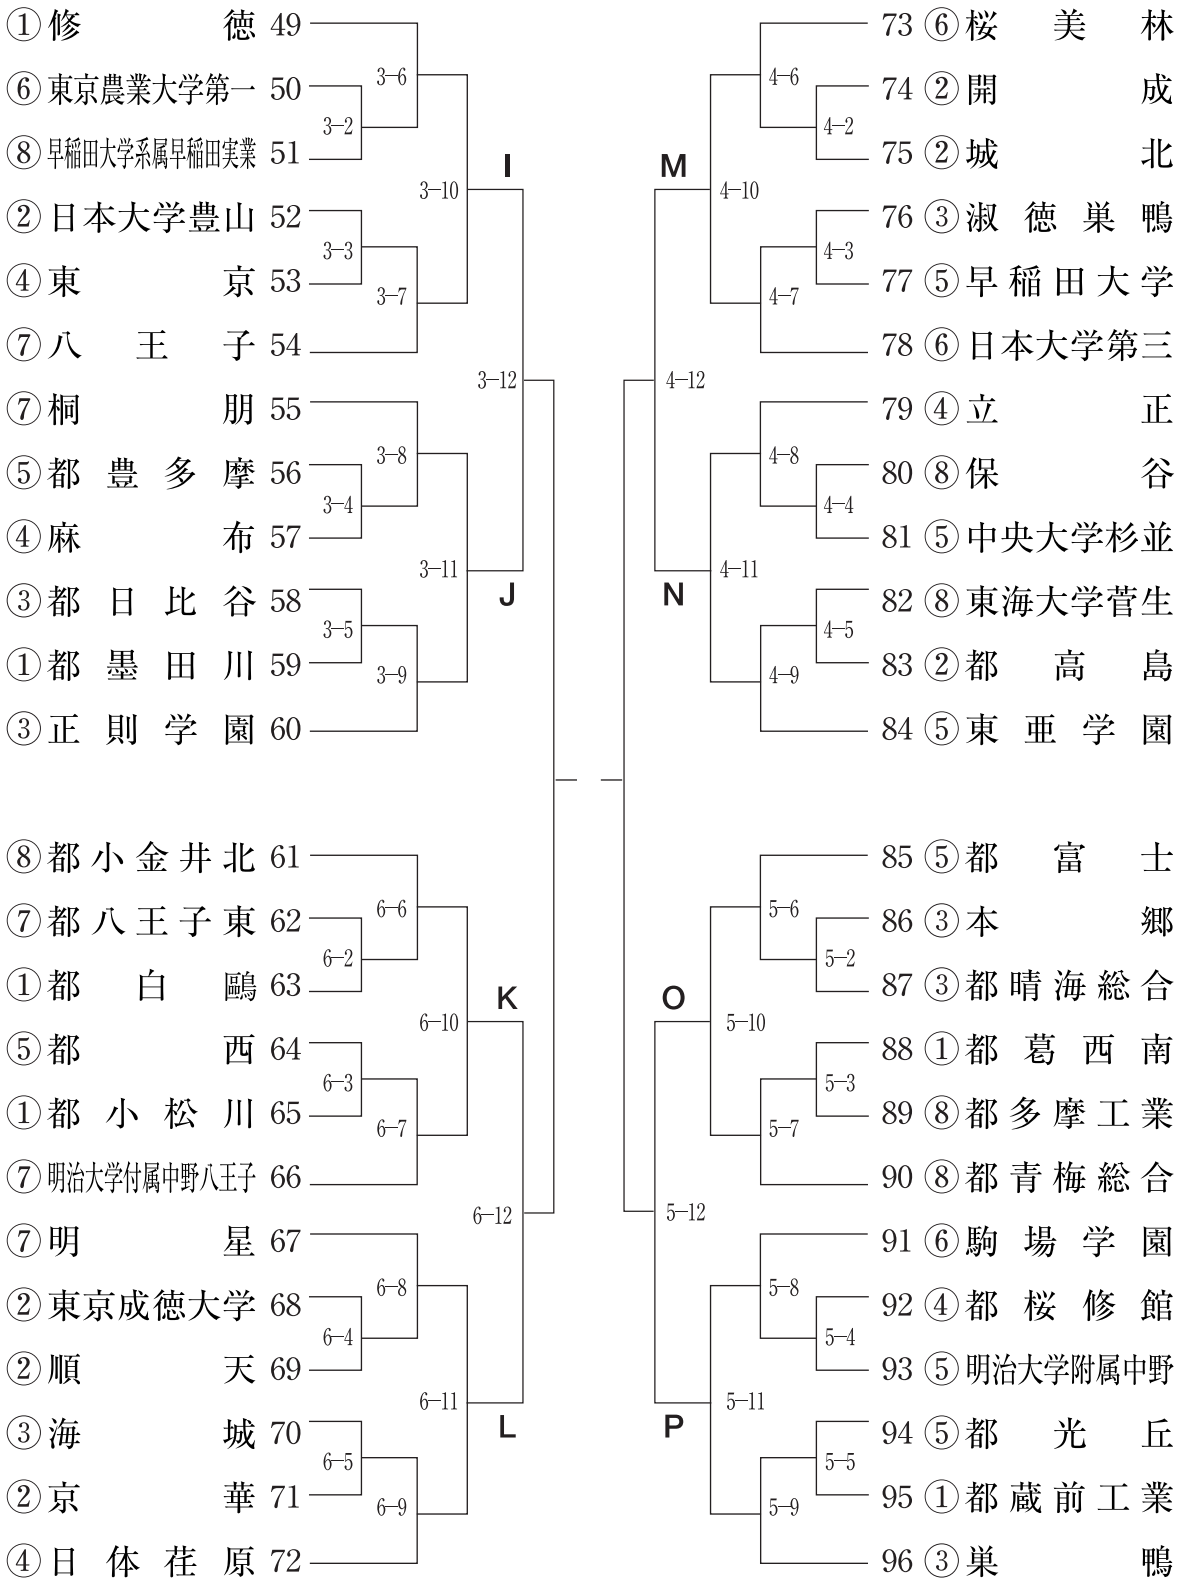 ①修徳 49
3-6
⑥東京農業大学第一 50
3-2
⑧早稲田大学系属早稲田実業 51
I
3-10
②日本大学豊山 52
3-3
④東京 53
3-7
⑦八王子 54
3-12
⑦桐朋 55
3-8
⑤都豊多摩 56
3-4
④麻布 57
3-11
J
③都日比谷 58
3-5
①都墨田川 59
3-9
③正則学園 60
⑧都小金井北 61
6-6
⑦都八王子東 62
6-2
①都白鷗 63
K
6-10
⑤都西 64
6-3
①都小松川 65
6-7
⑦明治大学付属中野八王子 66
6-12
⑦明星 67
6-8
②東京成徳大学 68
6-4
②順天 69
6-11
L
③海城 70
6-5
②京華 71
6-9
④日体荏原 72
73 ⑥桜美林
4-6
74 ②開成
4-2
75 ②城北
M
4-10
76 ③淑徳巣鴨
4-3
77 ⑤早稲田大学
4-7
78 ⑥日本大学第三
4-12
79 ④立正
4-8
80 ⑧保谷
4-4
81 ⑤中央大学杉並
4-11
N
82 ⑧東海大学菅生
4-5
83 ②都高島
4-9
84 ⑤東亜学園
85 ⑤都富士
5-6
86 ③本郷
5-2
87 ③都晴海総合
O
5-10
88 ①都葛西南
5-3
89 ⑧都多摩工業
5-7
90 ⑧都青梅総合
5-12
91 ⑥駒場学園
5-8
92 ④都桜修館
5-4
93 ⑤明治大学附属中野
5-11
P
94 ⑤都光丘
5-5
95 ①都蔵前工業
5-9
96 ③巣鴨